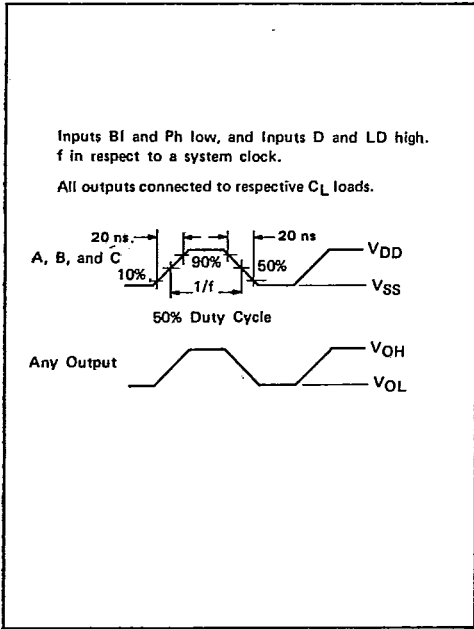 Inputs BI and Ph low, and Inputs D and LD high.
f in respect to a system clock.
All outputs connected to respective CL loads.
20 ns 20 ns
A, B, and C 10% 90% 50% VDD
1/f VSS
50% Duty Cycle
Any Output VOH
VOL